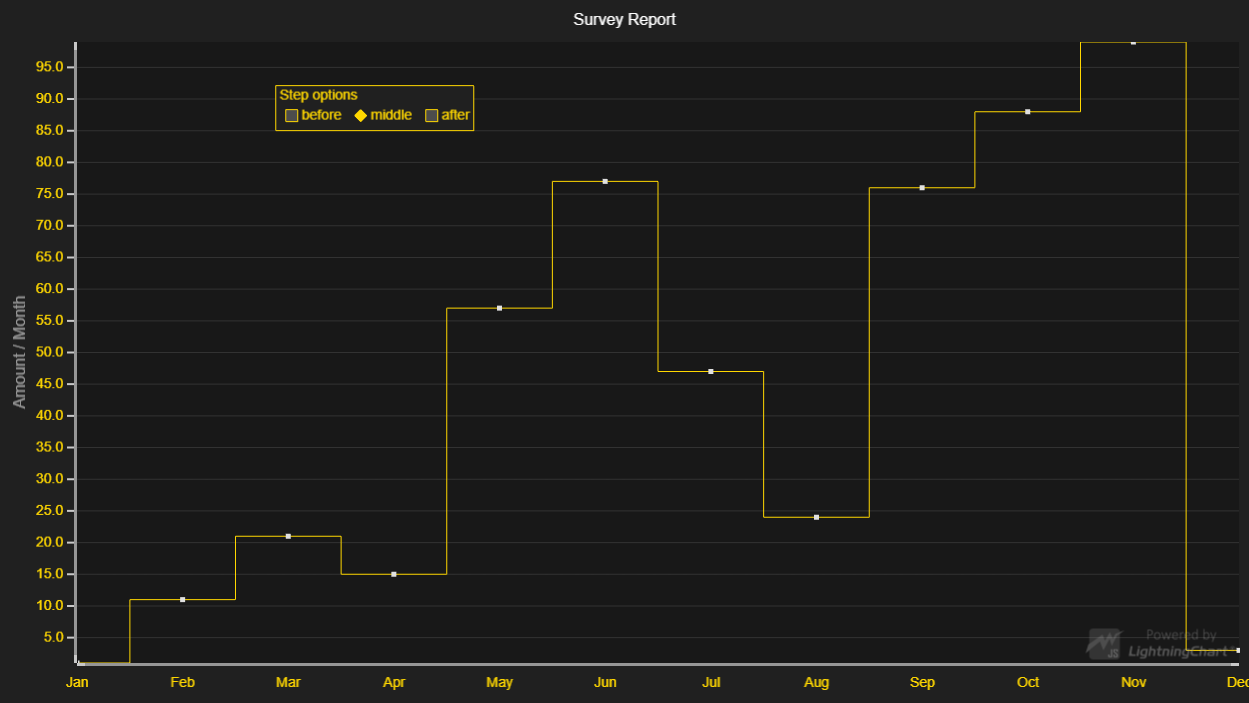 Survey Report
95.0
90.0
85.0
80.0
75.0
70.0
65.0
60.0
55.0
50.0
45.0
40.0
35.0
30.0
25.0
20.0
15.0
10.0
5.0
Amount / Month
Step options
before middle after
JS
Powered by
LightningChart
Jan Feb Mar Apr May Jun Jul Aug Sep Oct Nov Dec